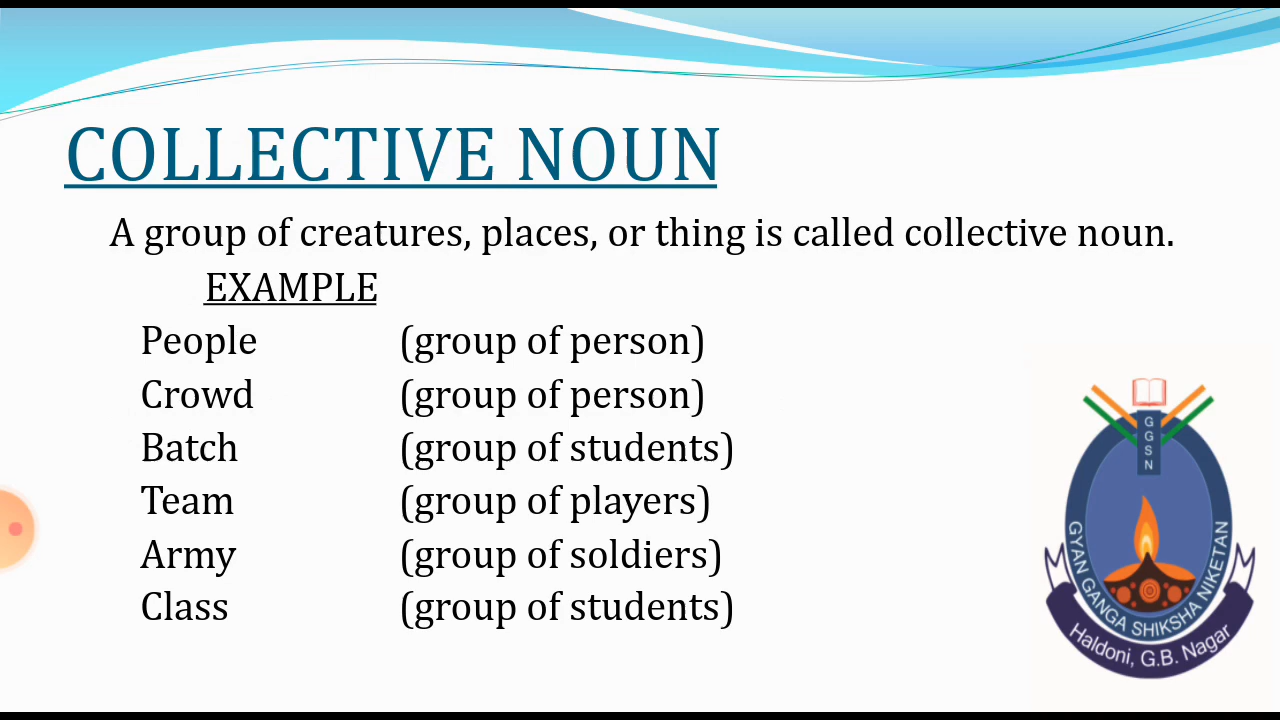 COLLECTIVE NOUN
A group of creatures, places, or thing is called collective noun.
EXAMPLE
People (group of person)
Crowd (group of person)
Batch (group of students)
Team (group of players)
Army (group of soldiers)
Class (group of students)
GGSN
GYAN GANGA SHIKSHA NIKETAN
Haldoni, G.B. Nagar